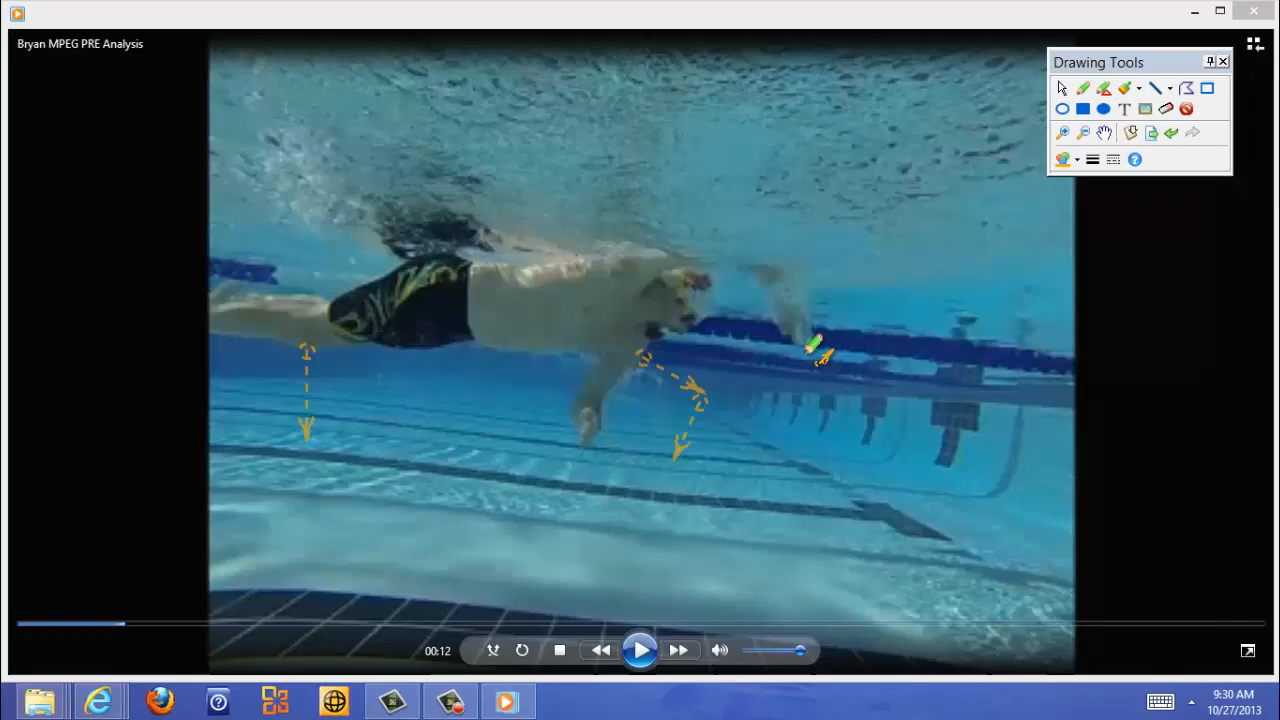 Bryan MPEG PRE Analysis
Drawing Tools
T
?
00:12
?
9:30 AM
10/27/2013